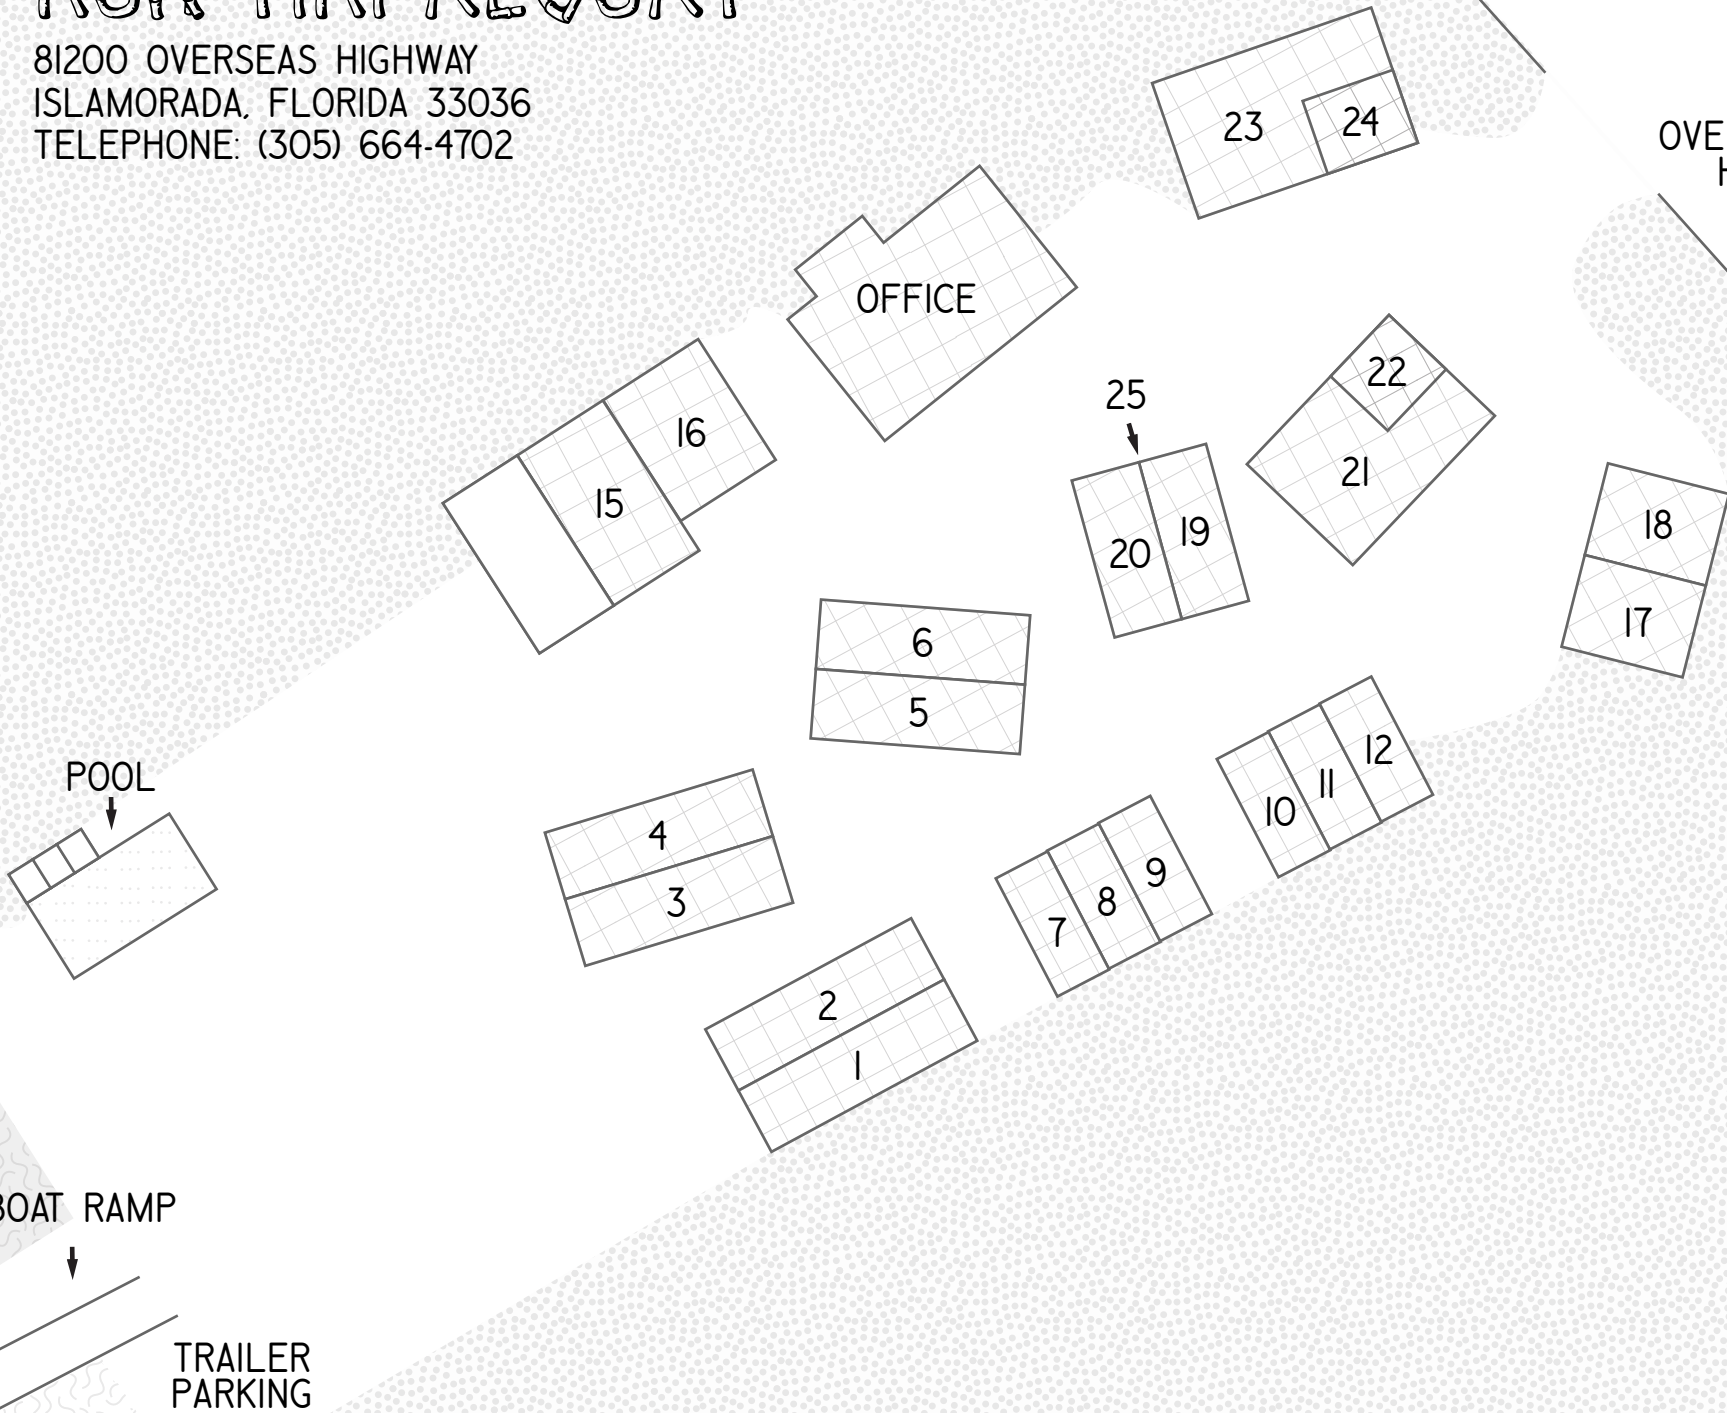 81200 OVERSEAS HIGHWAY
ISLAMORADA, FLORIDA 33036
TELEPHONE: (305) 664-4702
23
24
OFFICE
22
25
16
21
15
18
19
20
17
6
5
12
POOL
11
10
4
9
3
8
7
2
1
BOAT RAMP
TRAILER
PARKING